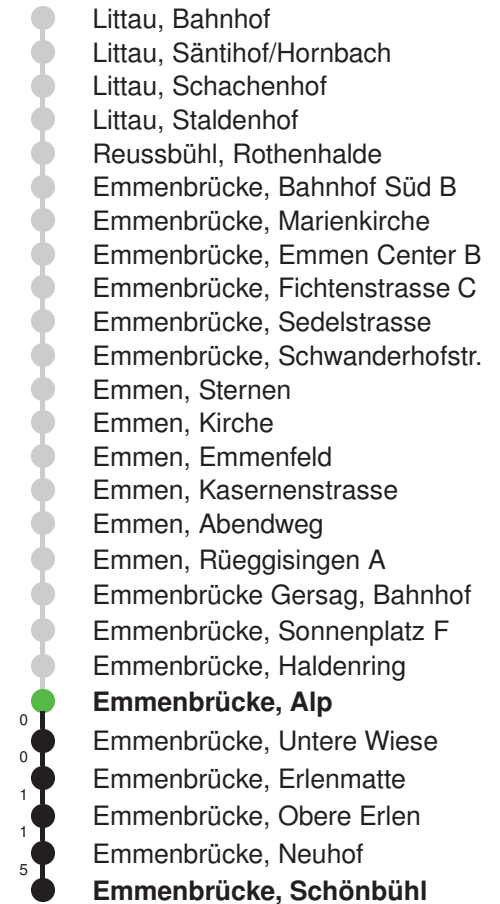 Littau, Bahnhof
Littau, Säntihof/Hornbach
Littau, Schachenhof
Littau, Staldenhof
Reussbühl, Rothenhalde
Emmenbrücke, Bahnhof Süd B
Emmenbrücke, Marienkirche
Emmenbrücke, Emmen Center B
Emmenbrücke, Fichtenstrasse C
Emmenbrücke, Sedelstrasse
Emmenbrücke, Schwanderhofstr.
Emmen, Sternen
Emmen, Kirche
Emmen, Emmenfeld
Emmen, Kasernenstrasse
Emmen, Abendweg
Emmen, Rüeggisingen A
Emmenbrücke Gersag, Bahnhof
Emmenbrücke, Sonnenplatz F
Emmenbrücke, Haldenring
Emmenbrücke, Alp
0
Emmenbrücke, Untere Wiese
0
Emmenbrücke, Erlenmatte
1
Emmenbrücke, Obere Erlen
1
Emmenbrücke, Neuhof
5
Emmenbrücke, Schönbühl